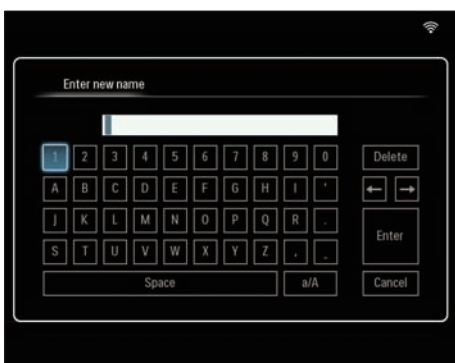 Enter new name
1 2 3 4 5 6 7 8 9 0 Delete
A B C D E F G H I ' ← →
J K L M N O P Q R .
Enter
S T U V W X Y Z , _
Space a/A Cancel